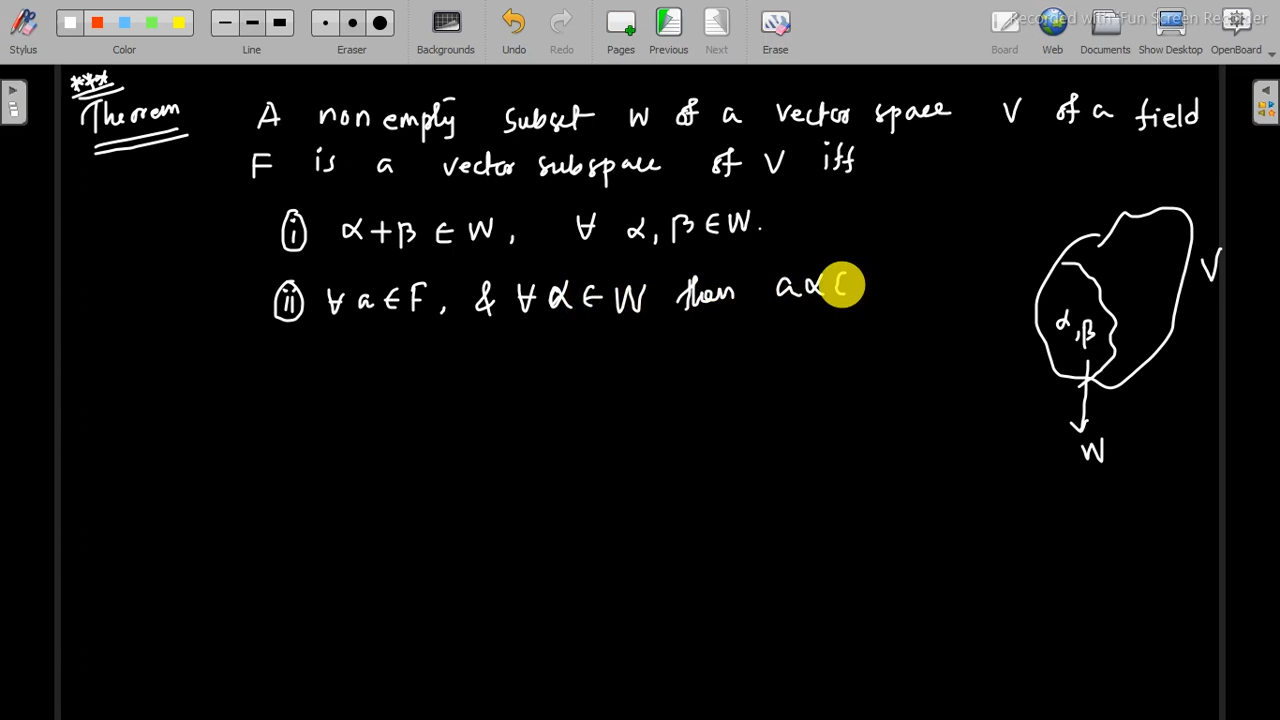 Recorded with Fun Screen Recorder
Stylus Color Line Eraser Backgrounds Undo Redo Pages Previous Next Erase Board Web Documents Show Desktop OpenBoard
***
Theorem A nonempty subset W of a vector space V of a field
F is a vector subspace of V iff
(i) α+β ∈ W, ∀ α, β ∈ W.
(ii) ∀ a ∈ F, & ∀ α ∈ W then aα
V
α, β
W